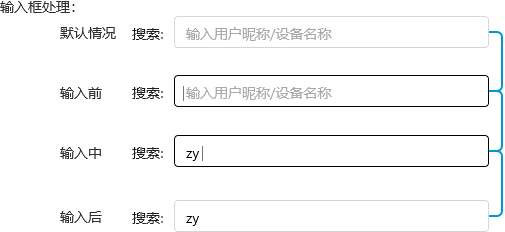 输入框处理：
默认情况 搜索: 输入用户昵称/设备名称
输入前 搜索: 输入用户昵称/设备名称
输入中 搜索: zy
输入后 搜索: zy